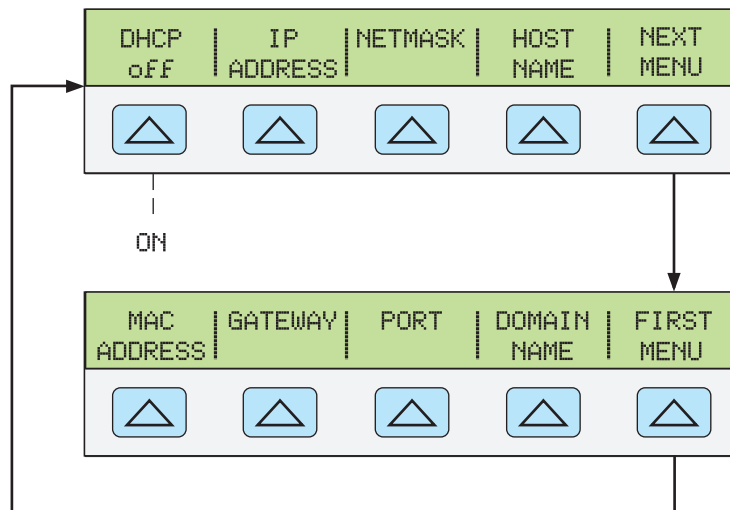 DHCP
off
IP
ADDRESS
NETMASK
HOST
NAME
NEXT
MENU
ON
MAC
ADDRESS
GATEWAY
PORT
DOMAIN
NAME
FIRST
MENU